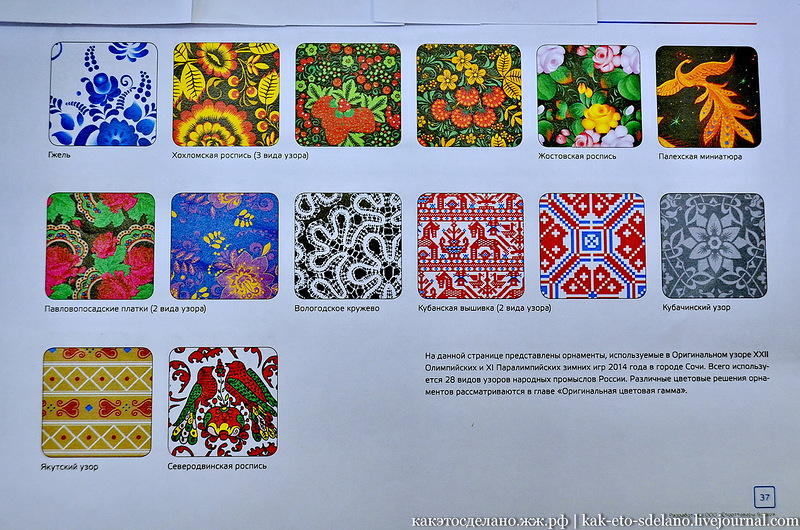 Гжель
Хохломская роспись (3 вида узора)
Жостовская роспись
Палехская миниатюра
Павловопосадские платки (2 вида узора)
Вологодское кружево
Кубанская вышивка (2 вида узора)
Кубачинский узор
Якутский узор
Северодвинская роспись
На данной странице представлены орнаменты, используемые в Оригинальном узоре XXII
Олимпийских и XI Паралимпийских зимних игр 2014 года в городе Сочи. Всего использу-
ется 28 видов узоров народных промыслов России. Различные цветовые решения орна-
ментов рассматриваются в главе «Оригинальная цветовая гамма».
37
какэтосделано.жж.рф | kak-eto-sdelano.livejournal.com